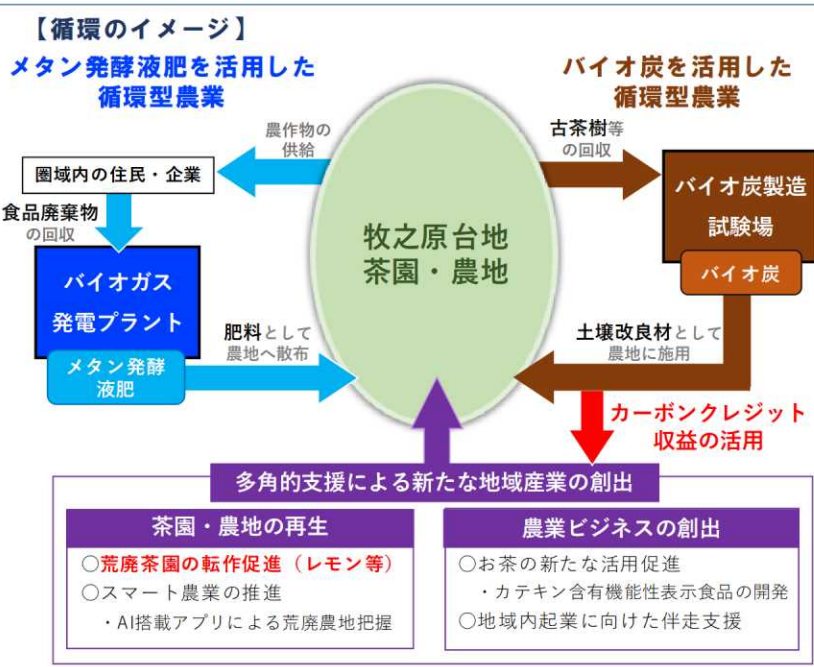 【循環のイメージ】
メタン発酵液肥を活用した
循環型農業
バイオ炭を活用した
循環型農業
農作物の
供給
古茶樹等
の回収
圏域内の住民・企業
食品廃棄物
の回収
バイオガス
発電プラント
メタン発酵
液肥
肥料として
農地へ散布
牧之原台地
茶園・農地
バイオ炭製造
試験場
バイオ炭
土壌改良材として
農地に施用
カーボンクレジット
収益の活用
多角的支援による新たな地域産業の創出
茶園・農地の再生
○荒廃茶園の転作促進（レモン等）
○スマート農業の推進
・AI搭載アプリによる荒廃農地把握
農業ビジネスの創出
○お茶の新たな活用促進
・カテキン含有機能性表示食品の開発
○地域内起業に向けた伴走支援